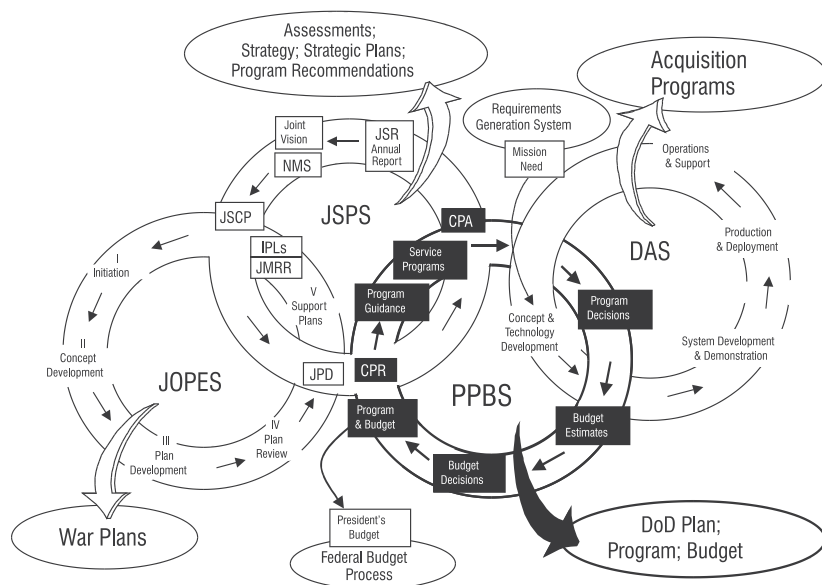 Assessments;
Strategy; Strategic Plans;
Program Recommendations
Acquisition
Programs
Requirements
Generation System
Mission
Need
Joint
Vision
JSR
Annual
Report
NMS
Operations
& Support
JSCP
JSPS
CPA
DAS
Production
& Deployment
IPLs
JMRR
Service
Programs
I
Initiation
V
Support
Plans
Program
Guidance
Concept &
Technology
Development
Program
Decisions
II
Concept
Development
System Development
& Demonstration
JOPES
JPD
CPR
PPBS
Program
& Budget
Budget
Estimates
III
Plan
Development
IV
Plan
Review
Budget
Decisions
War Plans
President's
Budget
Federal Budget
Process
DoD Plan;
Program; Budget